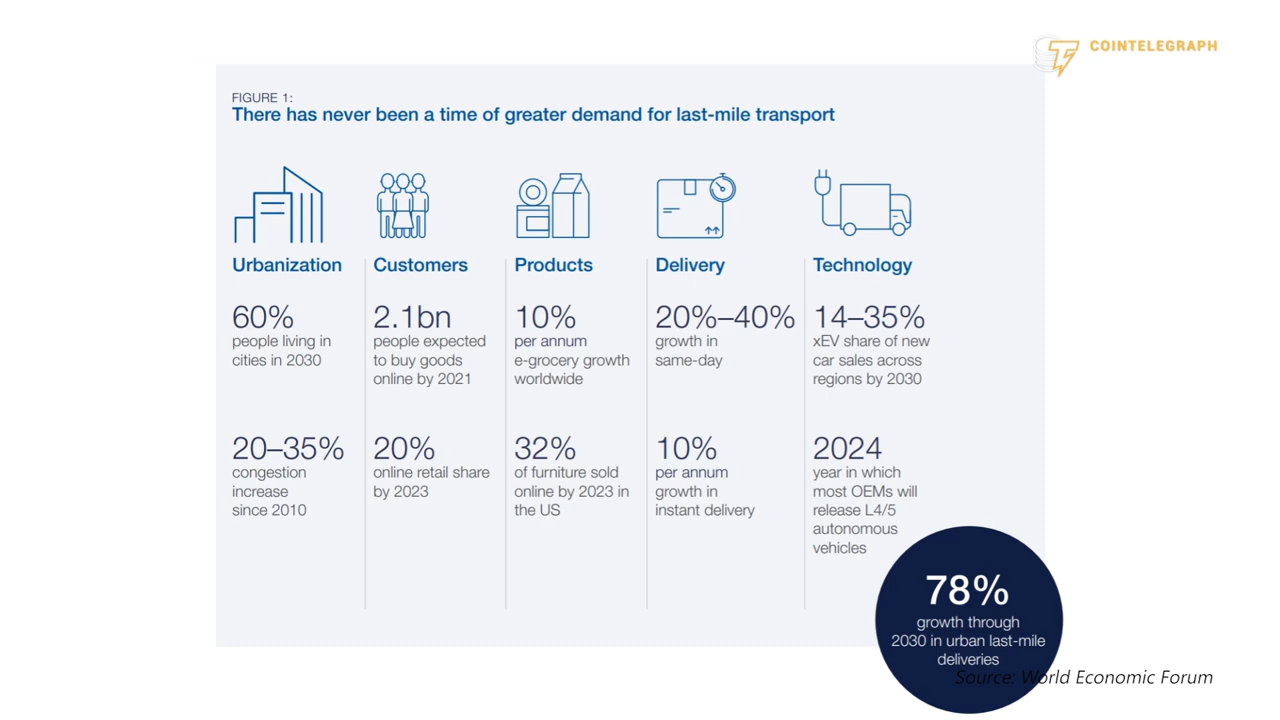 COINTELEGRAPH
FIGURE 1:
There has never been a time of greater demand for last-mile transport
Urbanization
60%
people living in
cities in 2030
20–35%
congestion
increase
since 2010
Customers
2.1bn
people expected
to buy goods
online by 2021
20%
online retail share
by 2023
Products
10%
per annum
e-grocery growth
worldwide
32%
of furniture sold
online by 2023 in
the US
Delivery
20%–40%
growth in
same-day
10%
per annum
growth in
instant delivery
Technology
14–35%
xEV share of new
car sales across
regions by 2030
2024
year in which
most OEMs will
release L4/5
autonomous
vehicles
78%
growth through
2030 in urban last-mile
deliveries
Source: World Economic Forum